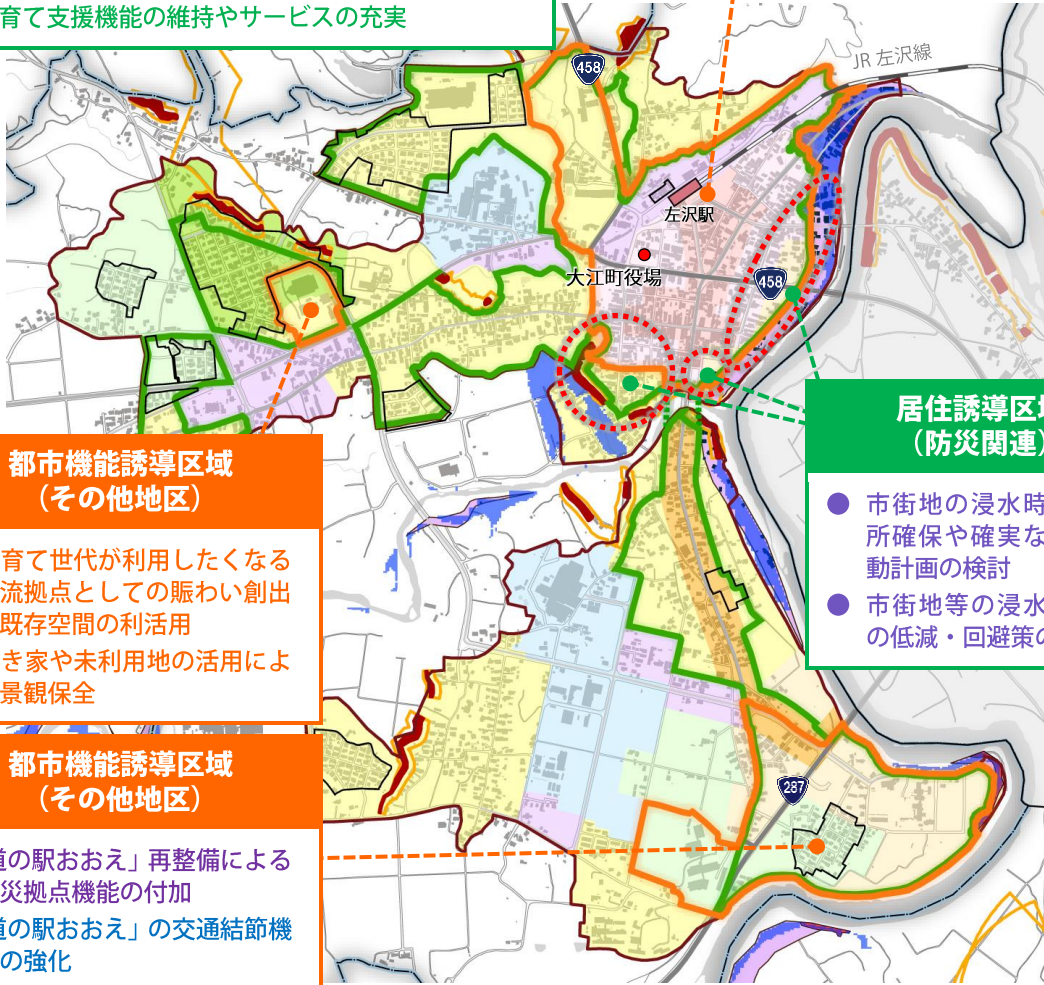 育て支援機能の維持やサービスの充実
458
JR 左沢線
左沢駅
大江町役場
458
居住誘導区域
（防災関連）
● 市街地の浸水時
所確保や確実な
動計画の検討
● 市街地等の浸水
の低減・回避策の
都市機能誘導区域
（その他地区）
育て世代が利用したくなる
流拠点としての賑わい創出
既存空間の利活用
き家や未利用地の活用によ
景観保全
都市機能誘導区域
（その他地区）
道の駅おおえ」再整備による
災拠点機能の付加
道の駅おおえ」の交通結節機
の強化
287